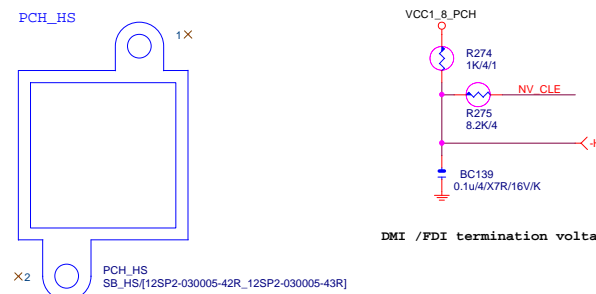 PCH_HS
1
2
PCH_HS
SB_HS/[12SP2-030005-42R_12SP2-030005-43R]
VCC1_8_PCH
R274
1K/4/1
NV_CLE
R275
8.2K/4
-H
BC139
0.1u/4/X7R/16V/K
DMI /FDI termination volta